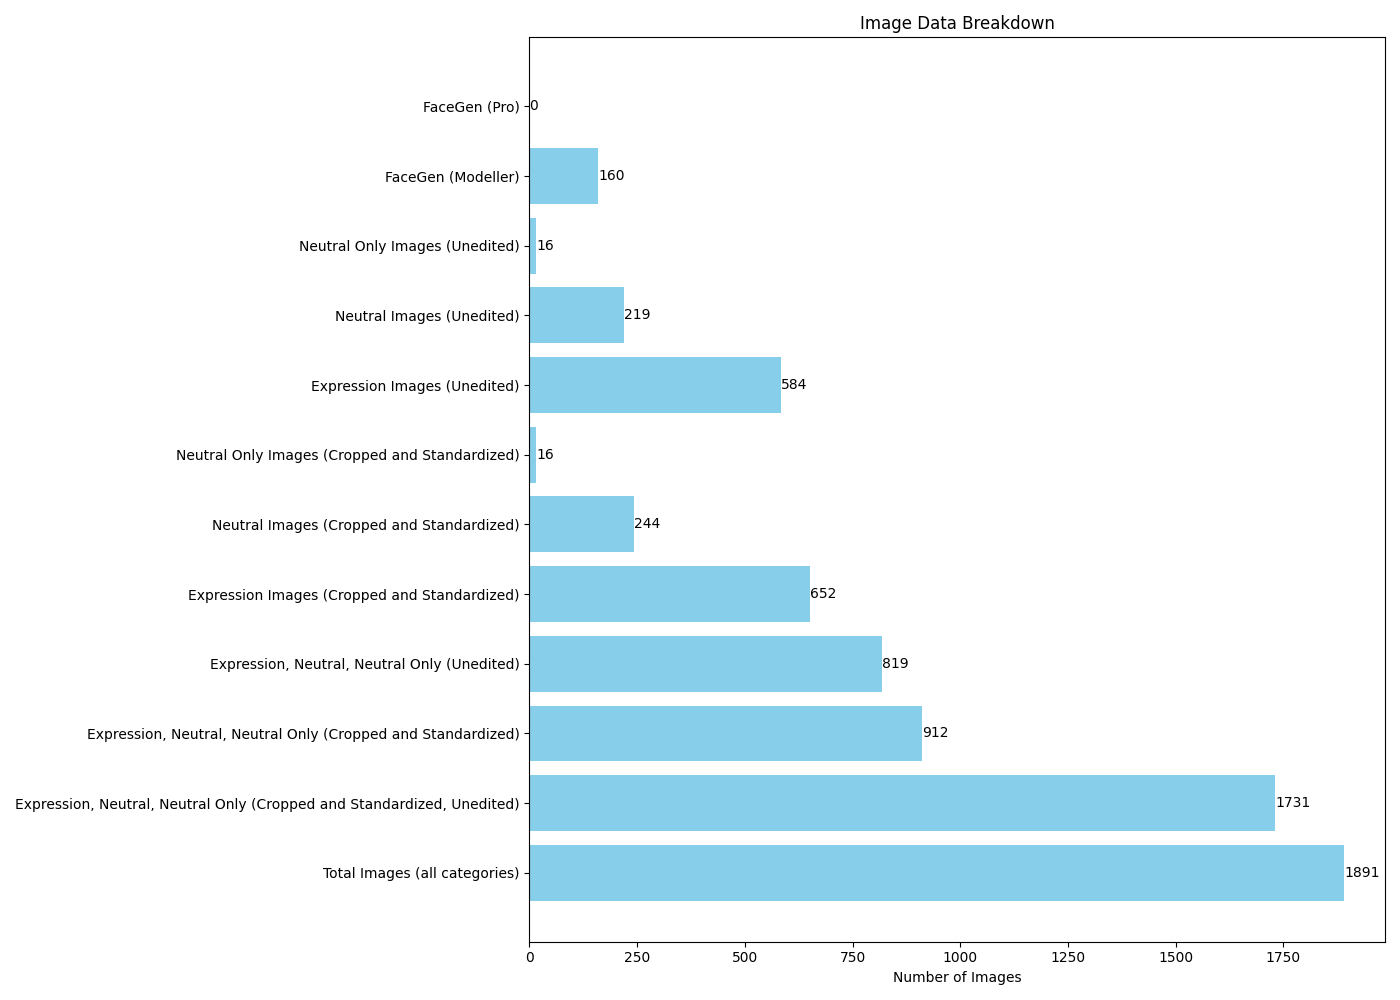 Image Data Breakdown
FaceGen (Pro)
0
FaceGen (Modeller)
160
Neutral Only Images (Unedited)
16
Neutral Images (Unedited)
219
Expression Images (Unedited)
584
Neutral Only Images (Cropped and Standardized)
16
Neutral Images (Cropped and Standardized)
244
Expression Images (Cropped and Standardized)
652
Expression, Neutral, Neutral Only (Unedited)
819
Expression, Neutral, Neutral Only (Cropped and Standardized)
912
Expression, Neutral, Neutral Only (Cropped and Standardized, Unedited)
1731
Total Images (all categories)
1891
0 250 500 750 1000 1250 1500 1750
Number of Images